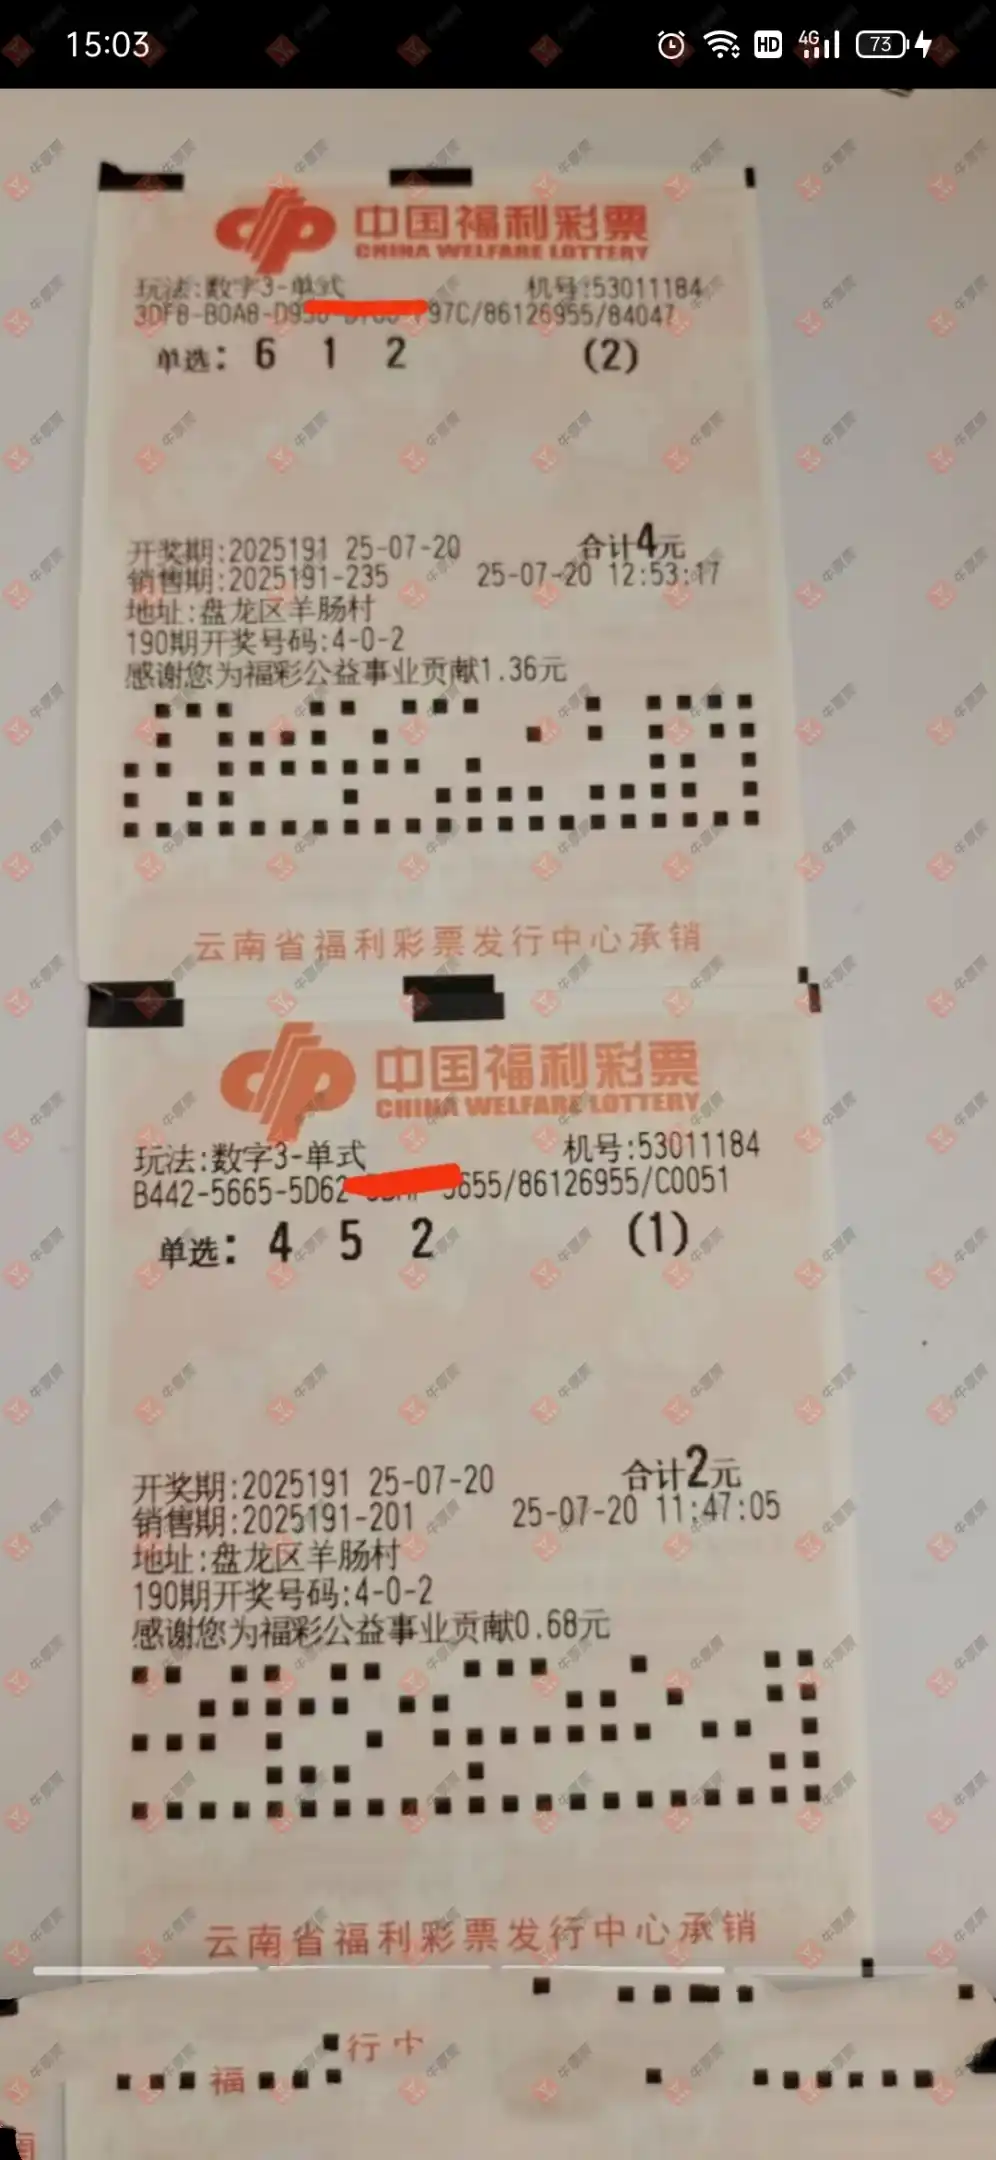 15:03
HD 4G 73
中国福利彩票
CHINA WELFARE LOTTERY
玩法:数字3-单式 机号:53011184
3DF8-B0A8-D9 97C/86126955/84047
单选: 6 1 2 (2)
开奖期:2025191 25-07-20 合计4元
销售期:2025191-235 25-07-20 12:53:17
地址:盘龙区羊肠村
190期开奖号码:4-0-2
感谢您为福彩公益事业贡献1.36元
云南省福利彩票发行中心承销
中国福利彩票
CHINA WELFARE LOTTERY
玩法:数字3-单式 机号:53011184
B442-5665-5D62 655/86126955/C0051
单选: 4 5 2 (1)
开奖期:2025191 25-07-20 合计2元
销售期:2025191-201 25-07-20 11:47:05
地址:盘龙区羊肠村
190期开奖号码:4-0-2
感谢您为福彩公益事业贡献0.68元
云南省福利彩票发行中心承销
行中
福